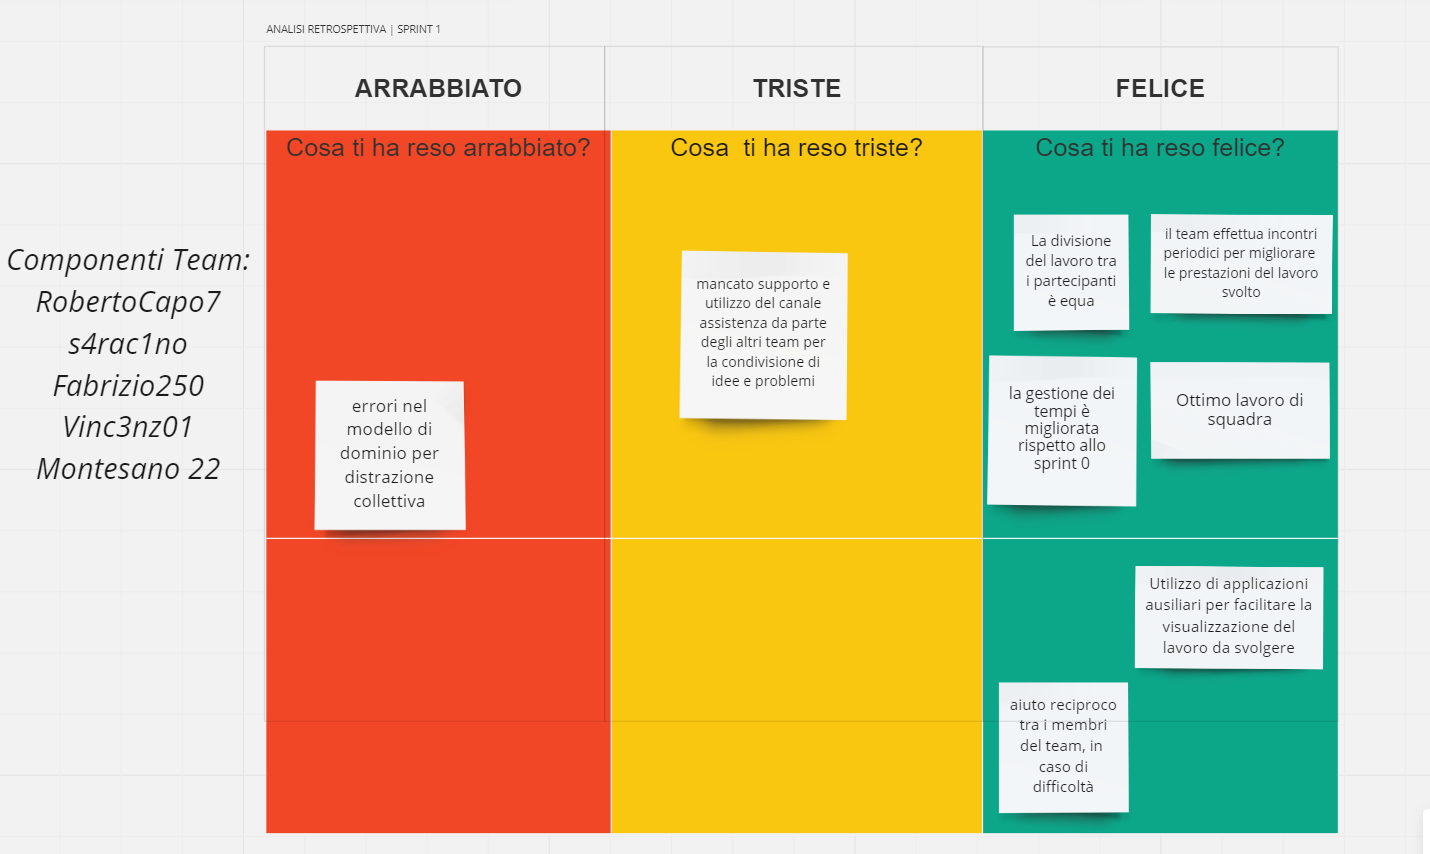 ANALISI RETROSPETTIVA | SPRINT 1
ARRABBIATO
TRISTE
FELICE
Cosa ti ha reso arrabbiato?
Cosa  ti ha reso triste?
Cosa ti ha reso felice?
Componenti Team:
RobertoCapo7
s4rac1no
Fabrizio250
Vinc3nz01
Montesano 22
errori nel
modello di
dominio per
distrazione
collettiva
mancato supporto e
utilizzo del canale
assistenza da parte
degli altri team per
la condivisione di
idee e problemi
La divisione
del lavoro tra
i partecipanti
è equa
il team effettua incontri
periodici per migliorare
le prestazioni del lavoro
svolto
la gestione dei
tempi è
migliorata
rispetto allo
sprint 0
Ottimo lavoro di
squadra
Utilizzo di applicazioni
ausiliari per facilitare la
visualizzazione del
lavoro da svolgere
aiuto reciproco
tra i membri
del team, in
caso di
difficoltà